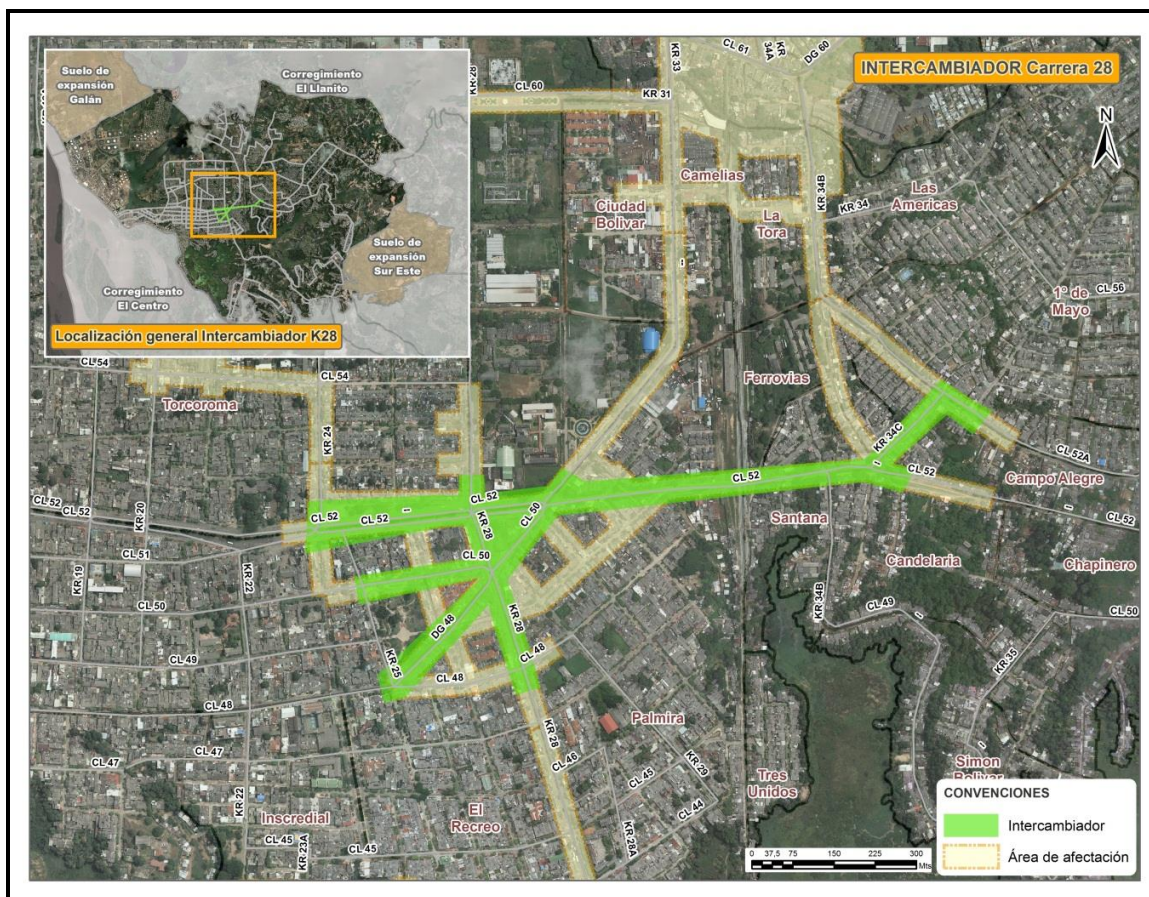 INTERCAMBIADOR Carrera 28
Suelo de
expansión
Galán
Corregimiento
El Llanito
Suelo de
expansión
Sur Este
Corregimiento
El Centro
Localización general Intercambiador K28
N
KR 28
CL 60
KR 31
KR 33
CL 61
KR
34A
DG 60
Camelias
Ciudad
Bolivar
La
Tora
KR 34B
KR 34
Las
Americas
1º de
Mayo
CL 56
CL 54
CL 54
Torcoroma
KR 24
Ferrovias
KR 34C
CL 52A
Campo Alegre
CL 52
CL 52
CL 52
CL 52
CL 52
CL 52
CL 52
CL 52
KR 20
CL 50
KR 28
CL 50
CL 51
KR 19
KR 22
CL 50
Santana
Candelaria
Chapinero
KR 34B
CL 49
CL 50
KR 35
DG 48
KR 28
CL 48
KR 25
CL 48
CL 49
CL 48
Palmira
KR 28
CL 46
KR 29
CL 47
CL 47
CL 45
CL 44
KR 22
Inscredial
El
Recreo
KR 28A
Tres
Unidos
Simon
Bolivar
CL 45
KR 23A
CL 45
CONVENCIONES
Intercambiador
Área de afectación
0 37,5 75 150 225 300
Mts